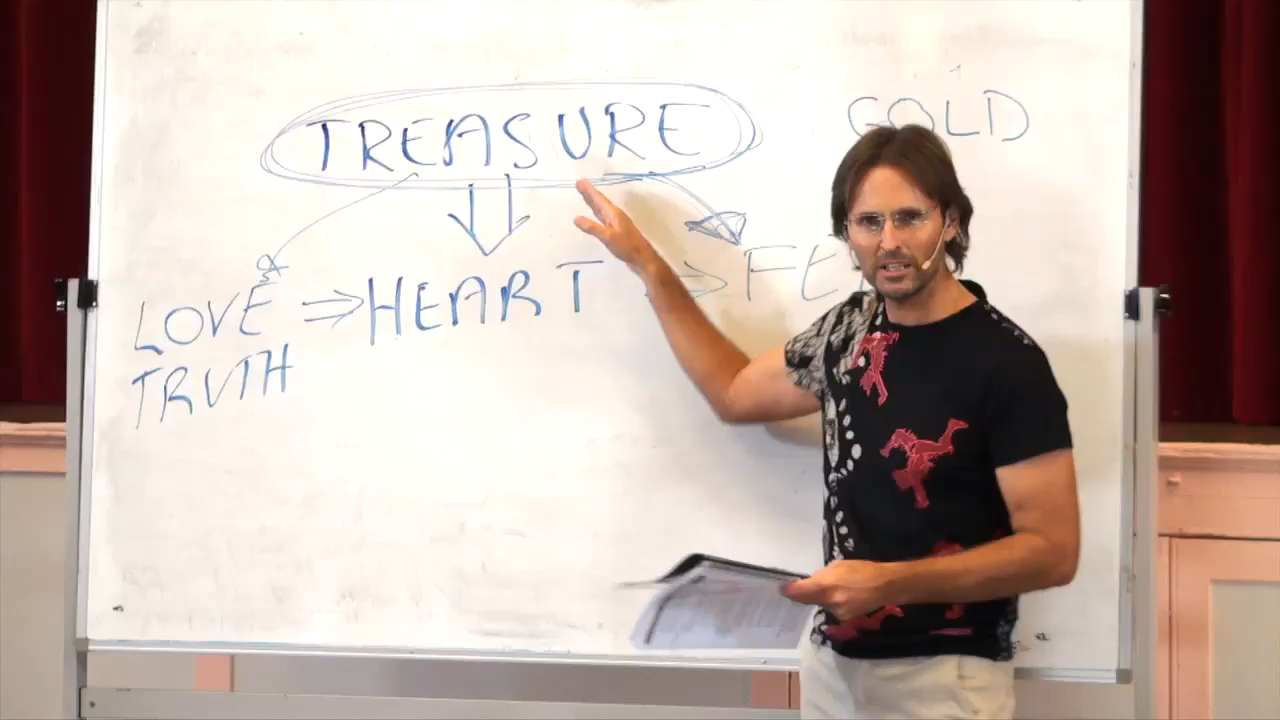 TREASURE
GOLD
HEART ⇒
LOVE ⇒
TRUTH